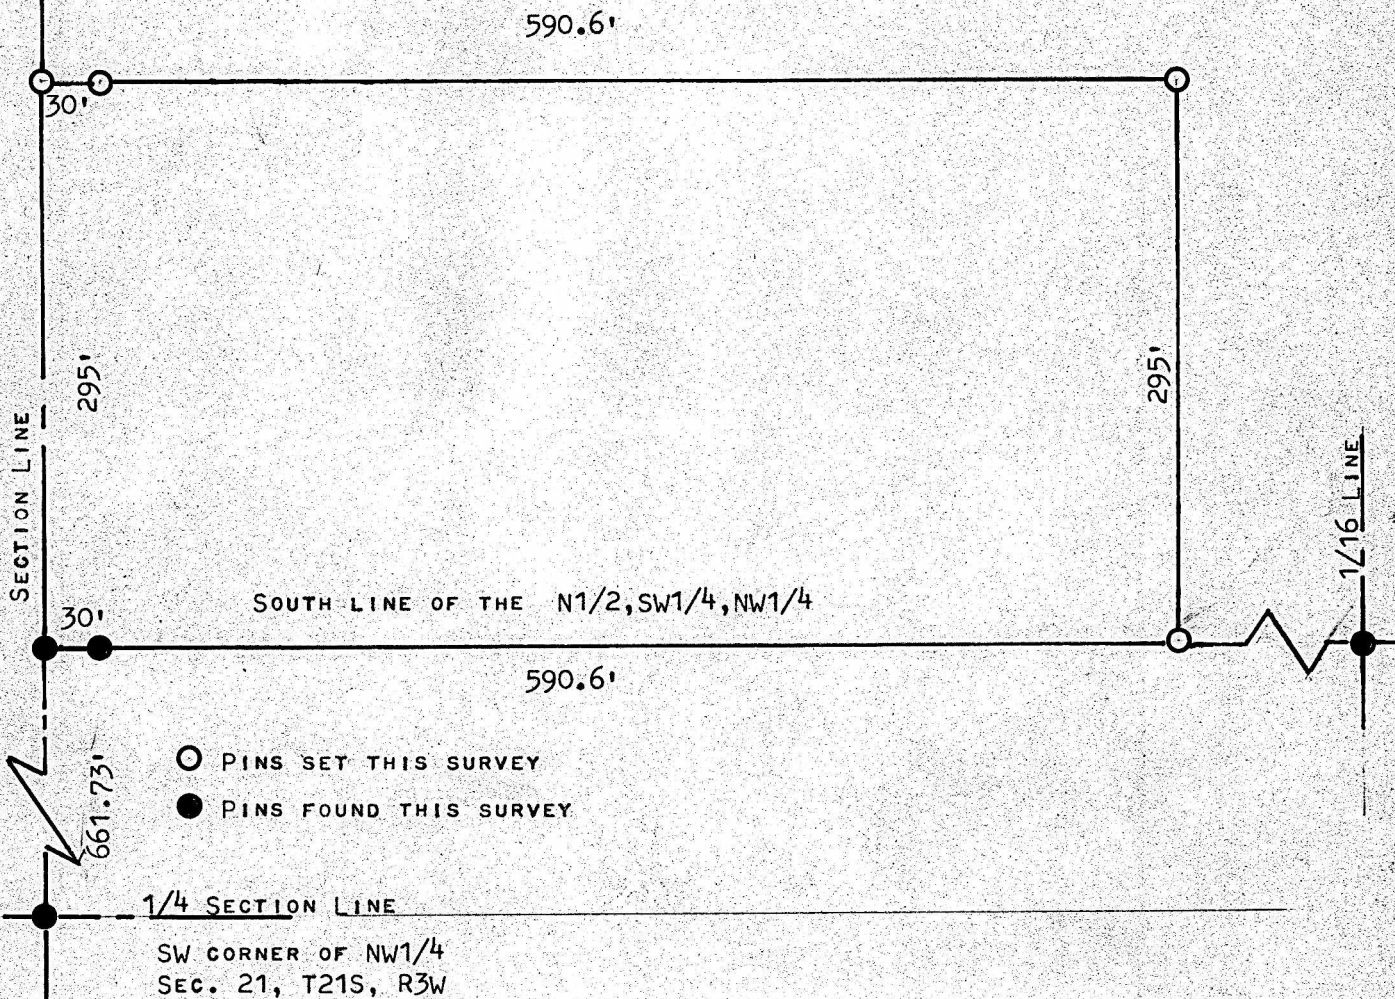 590.6'
30'
295'
295'
SECTION LINE
1/16 LINE
SOUTH LINE OF THE N1/2,SW1/4,NW1/4
30'
590.6'
PINS SET THIS SURVEY
PINS FOUND THIS SURVEY
661.73'
1/4 SECTION LINE
SW CORNER OF NW1/4
SEC. 21, T21S, R3W